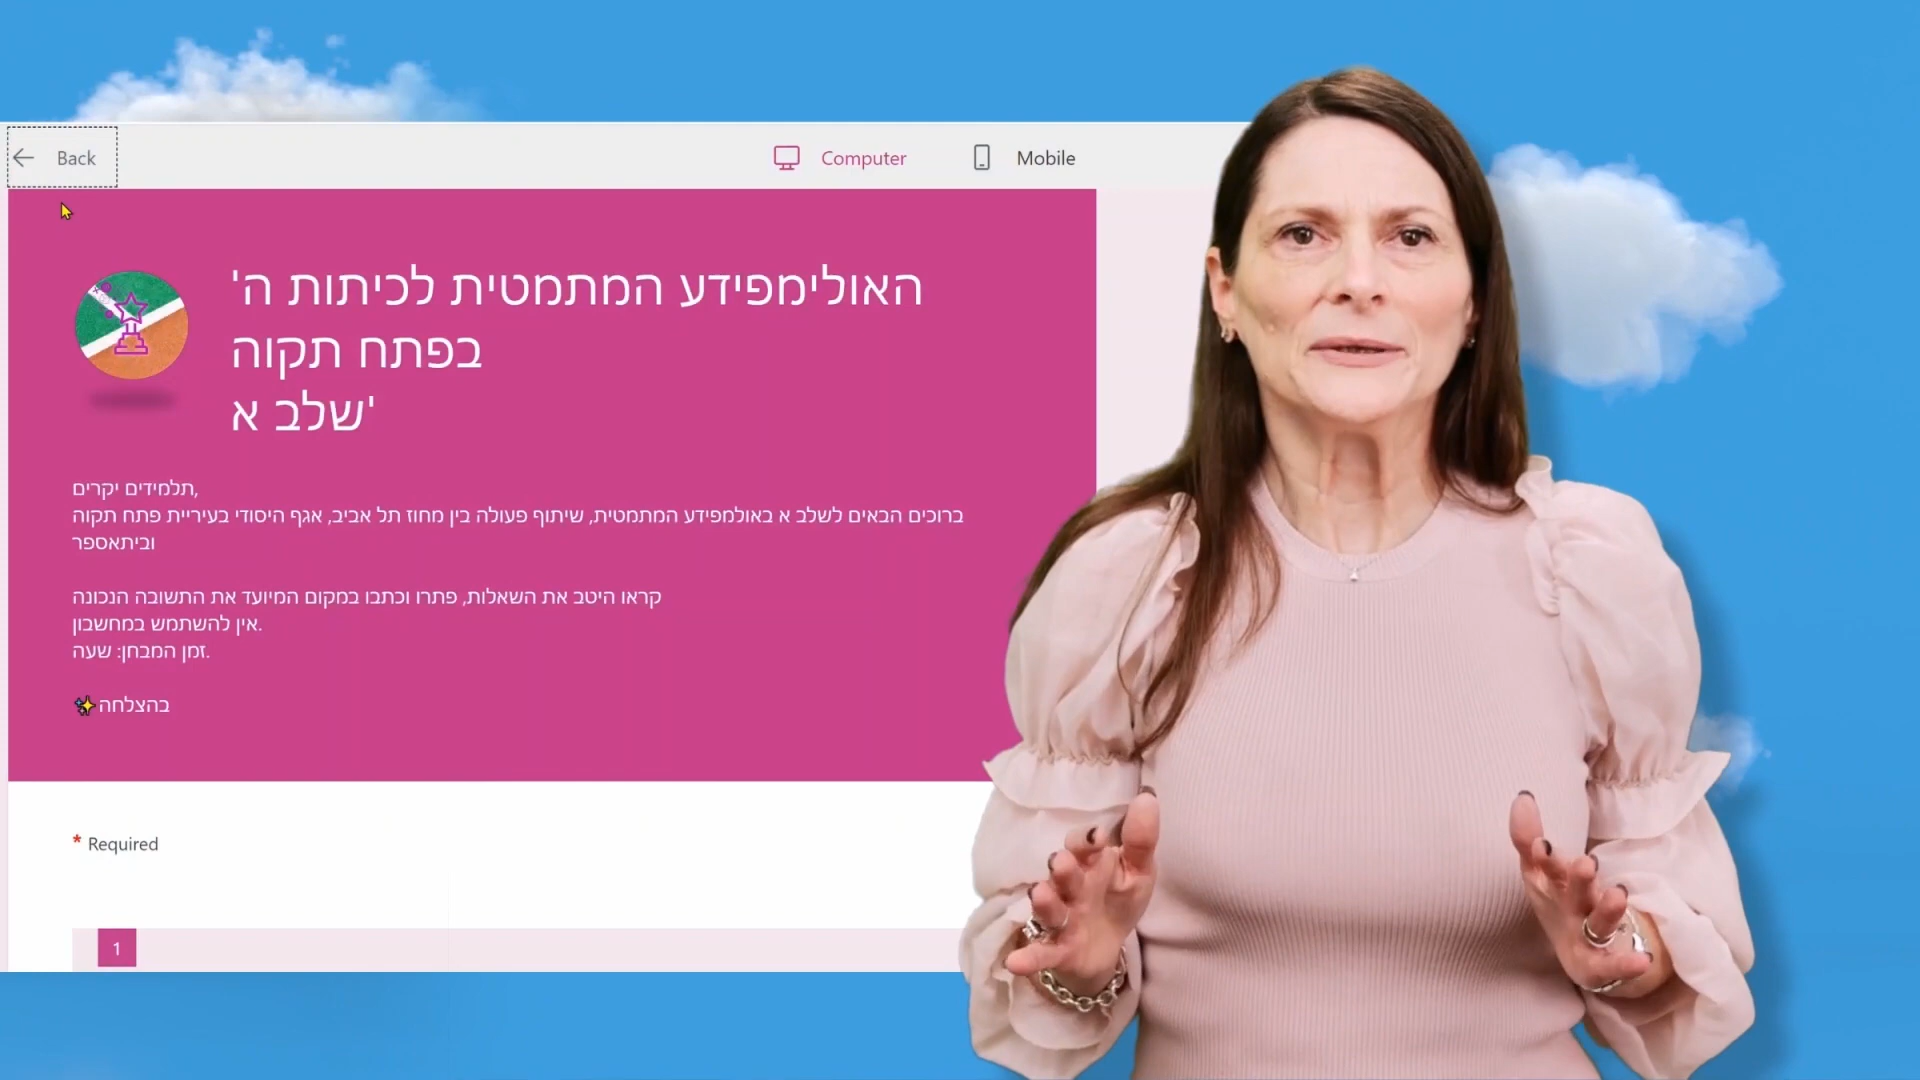 Back
Computer
Mobile
האולימפידע המתמטית לכיתות ה'
בפתח תקוה
שלב א'
תלמידים יקרים,
ברוכים הבאים לשלב א באולמפידע המתמטית, שיתוף פעולה בין מחוז תל אביב, אגף היסודי בעיריית פתח תקוה
וביתאספר
קראו היטב את השאלות, פתרו וכתבו במקום המיועד את התשובה הנכונה
אין להשתמש במחשבון.
זמן המבחן: שעה.
בהצלחה✨
* Required
1